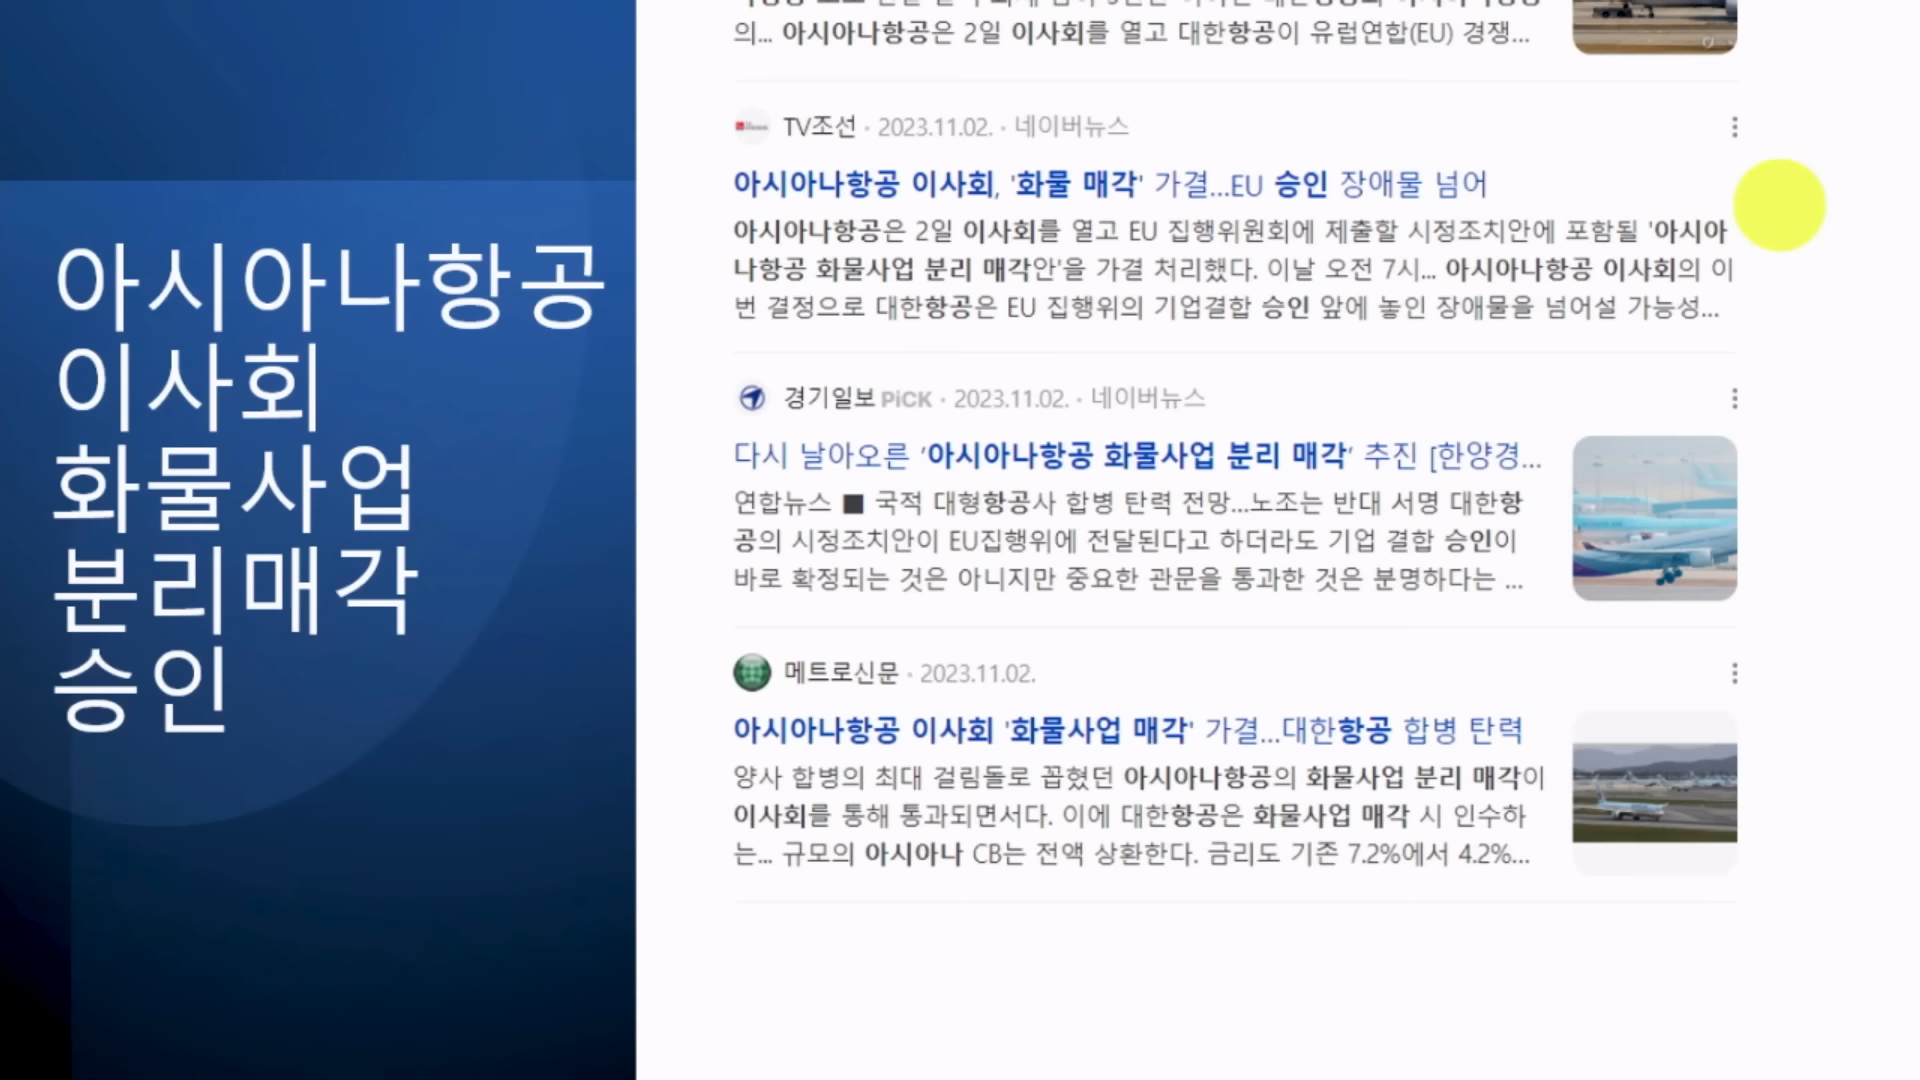 아시아나항공
이사회
화물사업
분리매각
승인
의... 아시아나항공은 2일 이사회를 열고 대한항공이 유럽연합(EU) 경쟁...
TV조선 · 2023.11.02. · 네이버뉴스
아시아나항공 이사회, '화물 매각' 가결...EU 승인 장애물 넘어
아시아나항공은 2일 이사회를 열고 EU 집행위원회에 제출할 시정조치안에 포함될 '아시아
나항공 화물사업 분리 매각안'을 가결 처리했다. 이날 오전 7시... 아시아나항공 이사회의 이
번 결정으로 대한항공은 EU 집행위의 기업결합 승인 앞에 놓인 장애물을 넘어설 가능성...
경기일보 PiCK · 2023.11.02. · 네이버뉴스
다시 날아오른 '아시아나항공 화물사업 분리 매각' 추진 [한양경...
연합뉴스 ■ 국적 대형항공사 합병 탄력 전망...노조는 반대 서명 대한항
공의 시정조치안이 EU집행위에 전달된다고 하더라도 기업 결합 승인이
바로 확정되는 것은 아니지만 중요한 관문을 통과한 것은 분명하다는 ...
메트로신문 · 2023.11.02.
아시아나항공 이사회 '화물사업 매각' 가결...대한항공 합병 탄력
양사 합병의 최대 걸림돌로 꼽혔던 아시아나항공의 화물사업 분리 매각이
이사회를 통해 통과되면서다. 이에 대한항공은 화물사업 매각 시 인수하
는... 규모의 아시아나 CB는 전액 상환한다. 금리도 기존 7.2%에서 4.2%...